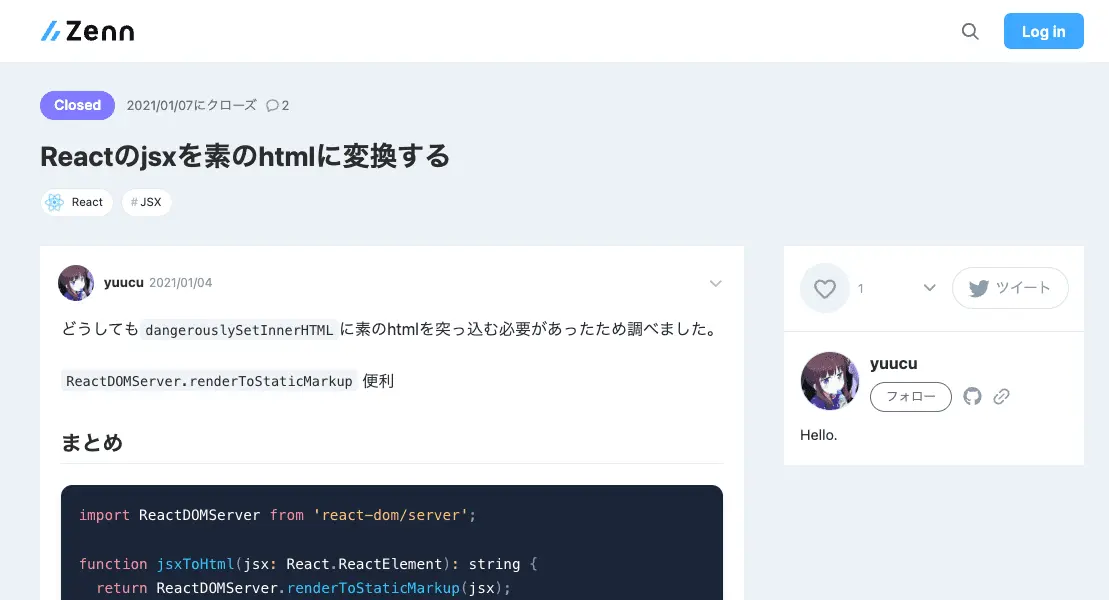 Zenn
Log in
Closed 2021/01/07にクローズ 2
Reactのjsxを素のhtmlに変換する
React #JSX
yuucu 2021/01/04
どうしても dangerouslySetInnerHTML に素のhtmlを突っ込む必要があったため調べました。
ReactDOMServer.renderToStaticMarkup 便利
まとめ
import ReactDOMServer from 'react-dom/server';
function jsxToHtml(jsx: React.ReactElement): string {
return ReactDOMServer.renderToStaticMarkup(jsx);
1
ツイート
yuucu
フォロー
Hello.